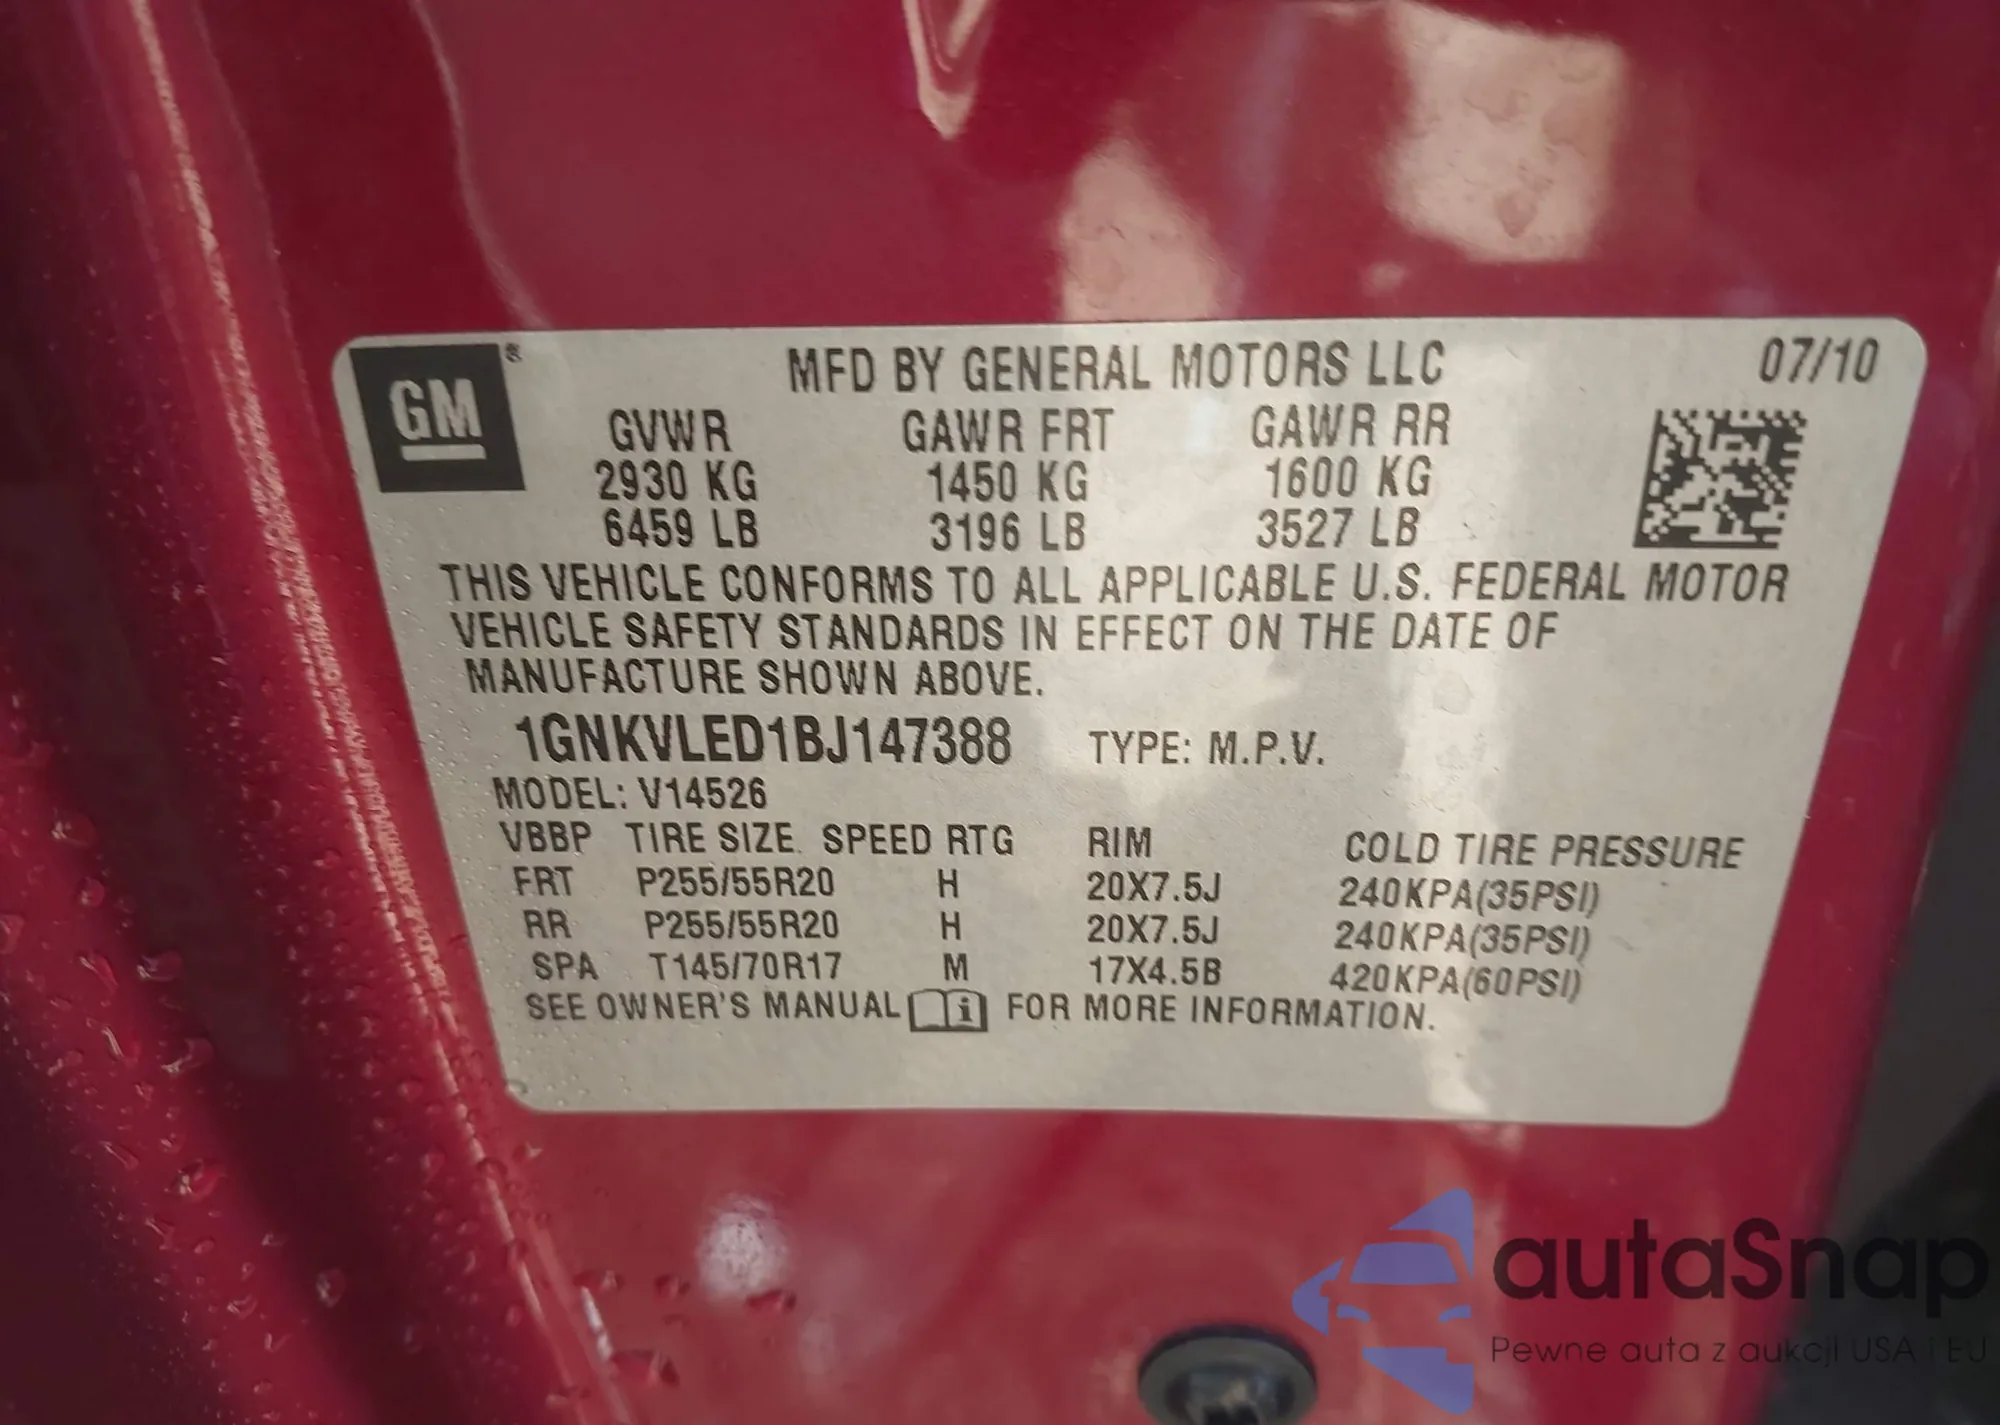 GM®
MFD BY GENERAL MOTORS LLC 07/10
GVWR GAWR FRT GAWR RR
2930 KG 1450 KG 1600 KG
6459 LB 3196 LB 3527 LB
THIS VEHICLE CONFORMS TO ALL APPLICABLE U.S. FEDERAL MOTOR
VEHICLE SAFETY STANDARDS IN EFFECT ON THE DATE OF
MANUFACTURE SHOWN ABOVE.
1GNKVLED1BJ147388 TYPE: M.P.V.
MODEL: V14526
VBBP TIRE SIZE SPEED RTG RIM COLD TIRE PRESSURE
FRT P255/55R20 H 20X7.5J 240KPA(35PSI)
RR P255/55R20 H 20X7.5J 240KPA(35PSI)
SPA T145/70R17 M 17X4.5B 420KPA(60PSI)
SEE OWNER'S MANUAL i FOR MORE INFORMATION.
autaSnap
Pewne auta z aukcji USA i EU